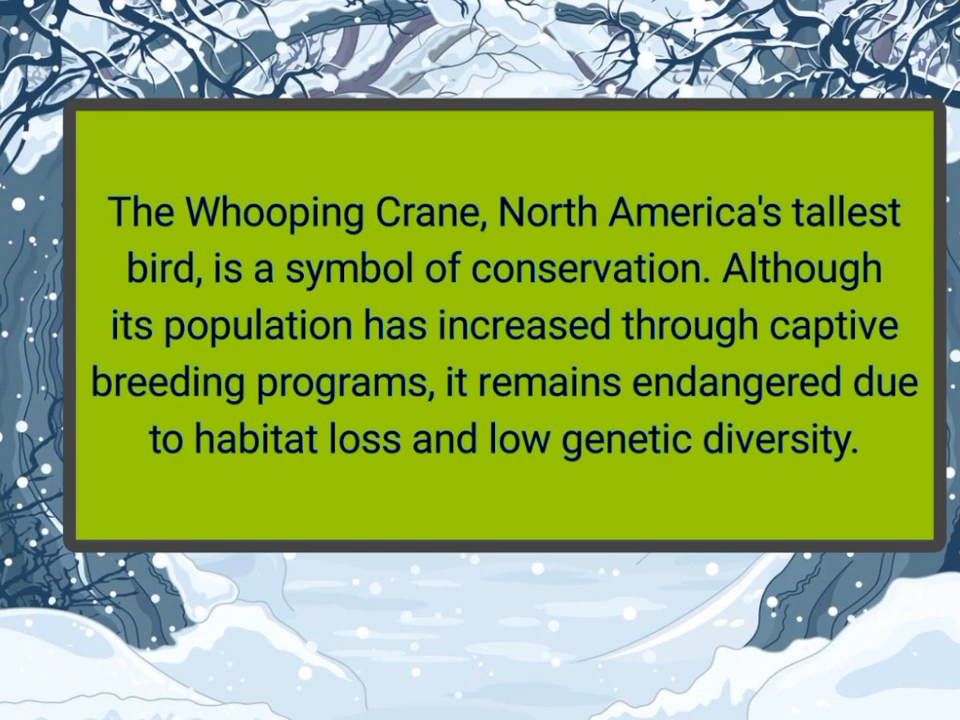 The Whooping Crane, North America's tallest
bird, is a symbol of conservation. Although
its population has increased through captive
breeding programs, it remains endangered due
to habitat loss and low genetic diversity.